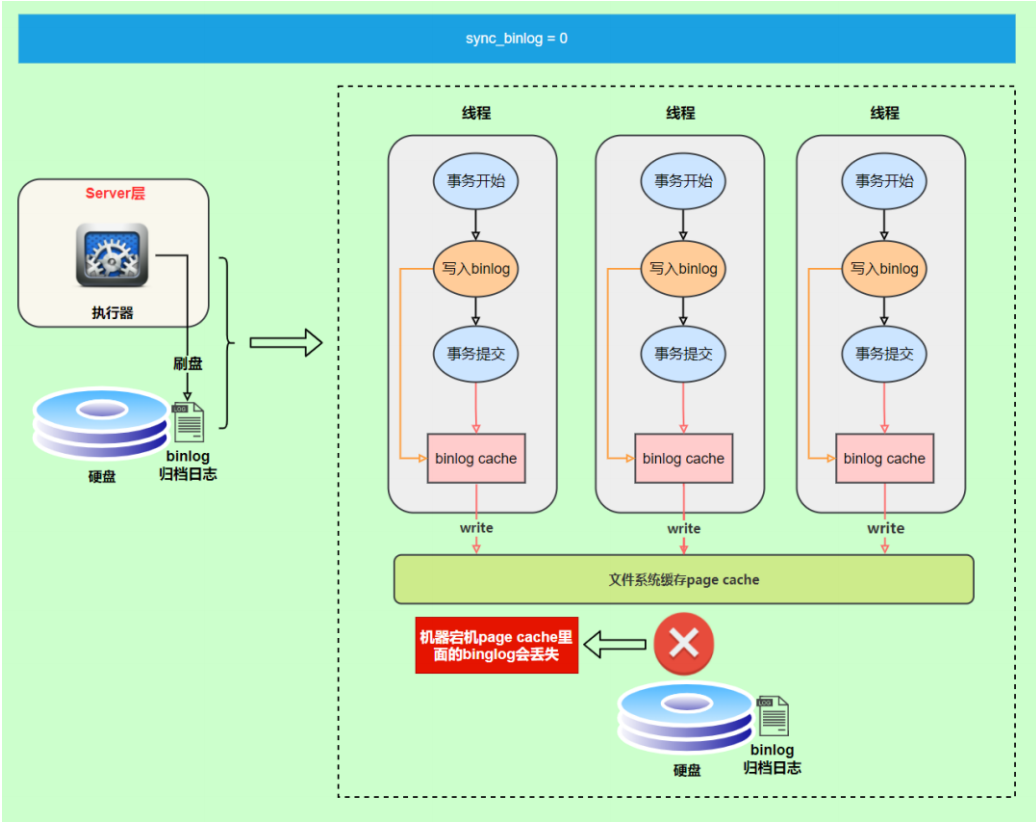 sync_binlog = 0
Server层
执行器
刷盘
LOG
硬盘
binlog
归档日志
线程
事务开始
写入binlog
事务提交
binlog cache
write
线程
事务开始
写入binlog
事务提交
binlog cache
write
线程
事务开始
写入binlog
事务提交
binlog cache
write
文件系统缓存page cache
机器宕机page cache里
面的binglog会丢失
LOG
硬盘
binlog
归档日志